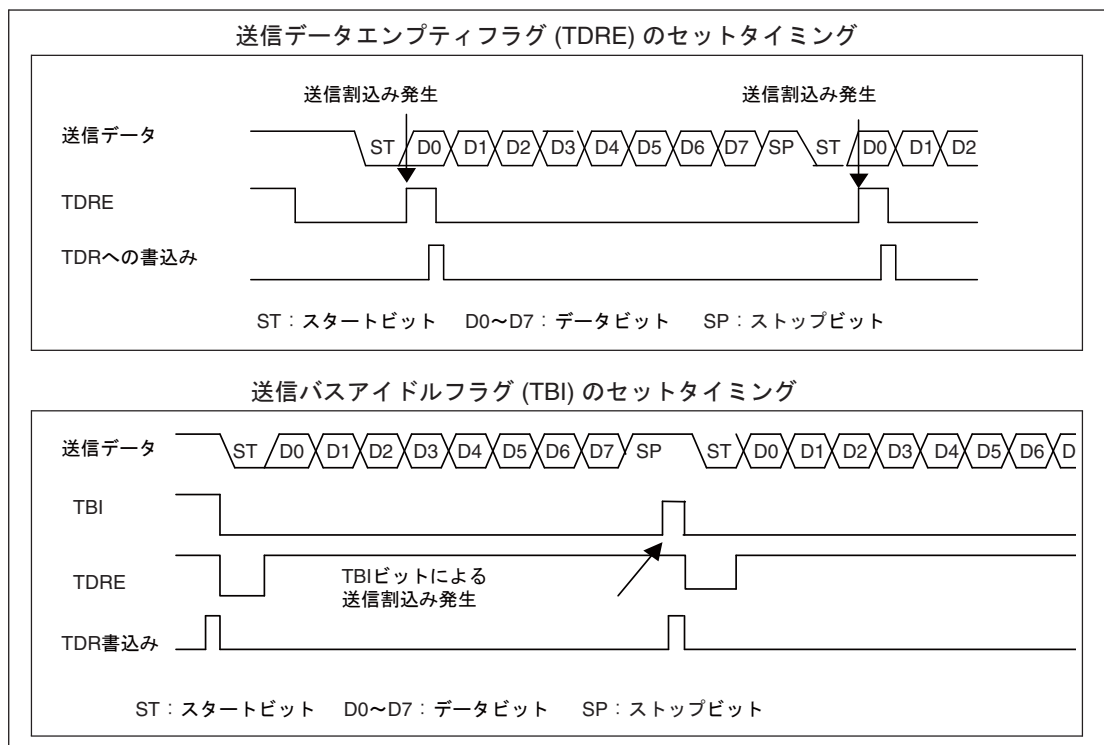 送信データエンプティフラグ (TDRE) のセットタイミング
送信割込み発生 送信割込み発生
送信データ ST D0 D1 D2 D3 D4 D5 D6 D7 SP ST D0 D1 D2
TDRE
TDRへの書込み
ST：スタートビット D0〜D7：データビット SP：ストップビット
送信バスアイドルフラグ (TBI) のセットタイミング
送信データ ST D0 D1 D2 D3 D4 D5 D6 D7 SP ST D0 D1 D2 D3 D4 D5 D6 D
TBI
TDRE
TBIビットによる
送信割込み発生
TDR書込み
ST：スタートビット D0〜D7：データビット SP：ストップビット